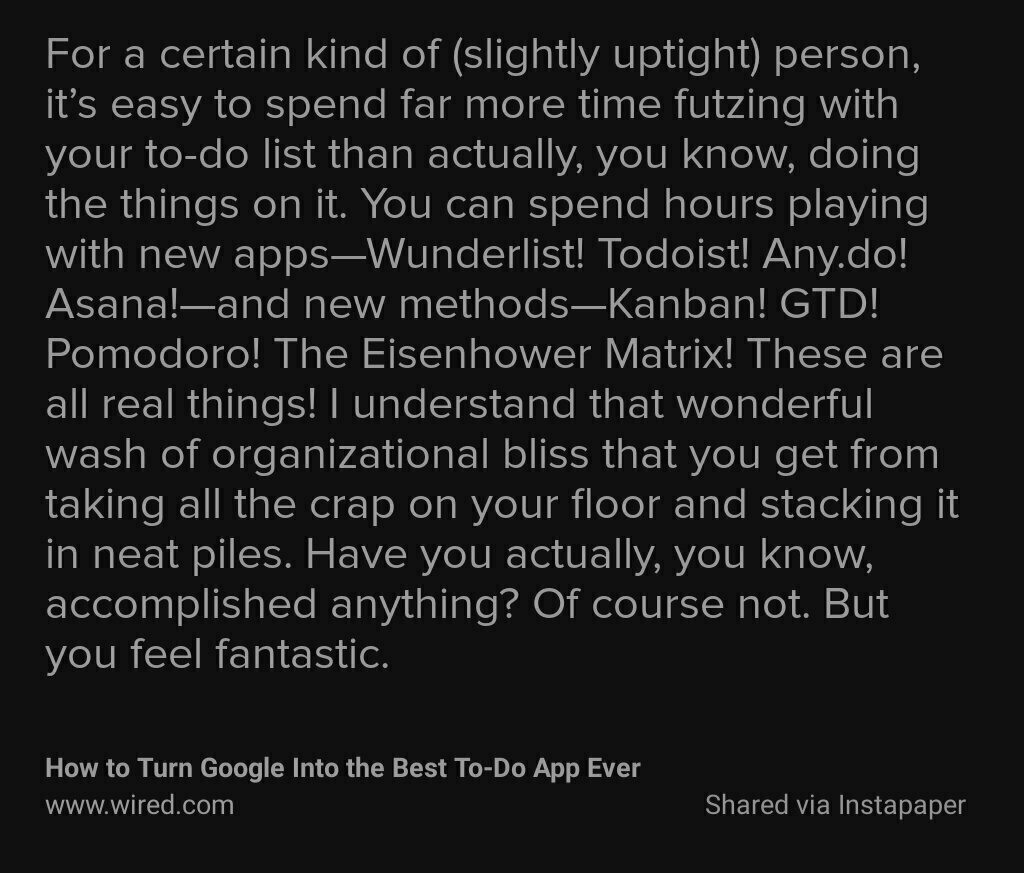 For a certain kind of (slightly uptight) person,
it’s easy to spend far more time futzing with
your to-do list than actually, you know, doing
the things on it. You can spend hours playing
with new apps—Wunderlist! Todoist! Any.do!
Asana!—and new methods—Kanban! GTD!
Pomodoro! The Eisenhower Matrix! These are
all real things! I understand that wonderful
wash of organizational bliss that you get from
taking all the crap on your floor and stacking it
in neat piles. Have you actually, you know,
accomplished anything? Of course not. But
you feel fantastic.
How to Turn Google Into the Best To-Do App Ever
www.wired.com
Shared via Instapaper